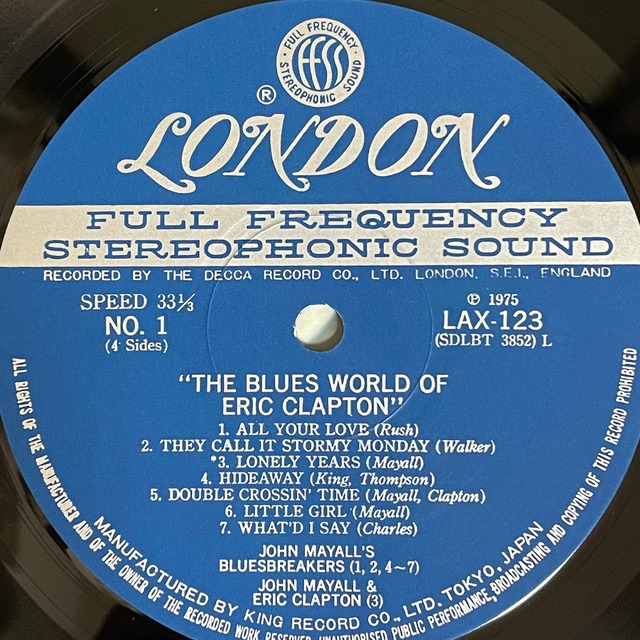 FULL FREQUENCY
ffss
STEREOPHONIC SOUND
®
LONDON
FULL FREQUENCY
STEREOPHONIC SOUND
RECORDED BY THE DECCA RECORD CO., LTD. LONDON, S.E.I., ENGLAND
SPEED 33⅓
NO. 1
(4 Sides)
℗ 1975
LAX-123
(SDLBT 3852) L
"THE BLUES WORLD OF
ERIC CLAPTON"
1. ALL YOUR LOVE (Rush)
2. THEY CALL IT STORMY MONDAY (Walker)
*3. LONELY YEARS (Mayall)
4. HIDEAWAY (King, Thompson)
5. DOUBLE CROSSIN' TIME (Mayall, Clapton)
6. LITTLE GIRL (Mayall)
7. WHAT'D I SAY (Charles)
JOHN MAYALL'S
BLUESBREAKERS (1, 2, 4~7)
JOHN MAYALL &
ERIC CLAPTON (3)
MANUFACTURED BY KING RECORD CO., LTD. TOKYO, JAPAN
ALL RIGHTS OF THE MANUFACTURER AND OF THE OWNER OF THE RECORDED WORK RESERVED. UNAUTHORISED PUBLIC PERFORMANCE, BROADCASTING AND COPYING OF THIS RECORD PROHIBITED